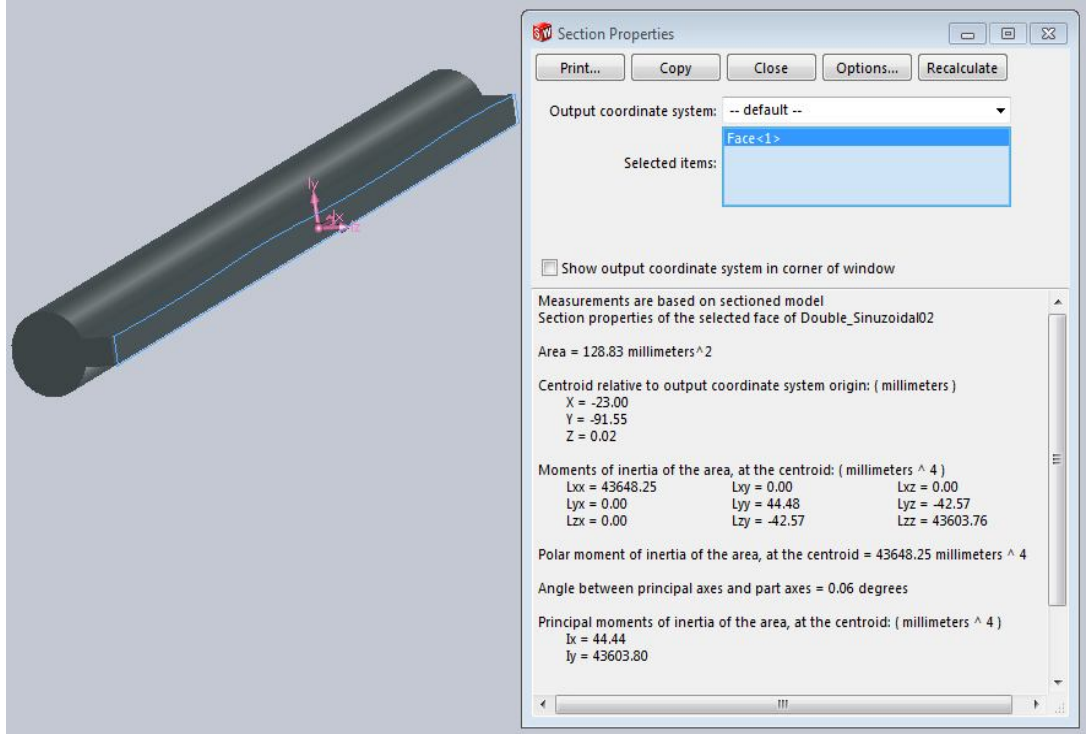 Section Properties
Print... Copy Close Options... Recalculate
Output coordinate system: -- default --
Face<1>
Selected items:
Show output coordinate system in corner of window
Measurements are based on sectioned model
Section properties of the selected face of Double_Sinuzoidal02
Area = 128.83 millimeters^2
Centroid relative to output coordinate system origin: ( millimeters )
X = -23.00
Y = -91.55
Z = 0.02
Moments of inertia of the area, at the centroid: ( millimeters ^ 4 )
Lxx = 43648.25 Lxy = 0.00 Lxz = 0.00
Lyx = 0.00 Lyy = 44.48 Lyz = -42.57
Lzx = 0.00 Lzy = -42.57 Lzz = 43603.76
Polar moment of inertia of the area, at the centroid = 43648.25 millimeters ^ 4
Angle between principal axes and part axes = 0.06 degrees
Principal moments of inertia of the area, at the centroid: ( millimeters ^ 4 )
Ix = 44.44
Iy = 43603.80
Iy
Ix
Iz